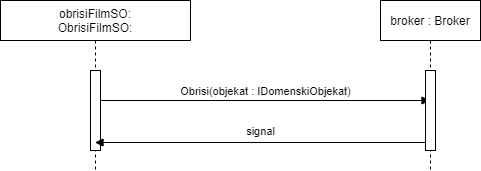 obrisiFilmSO:
ObrisiFilmSO:
broker : Broker
Obrisi(objekat : IDomenskiObjekat)
signal